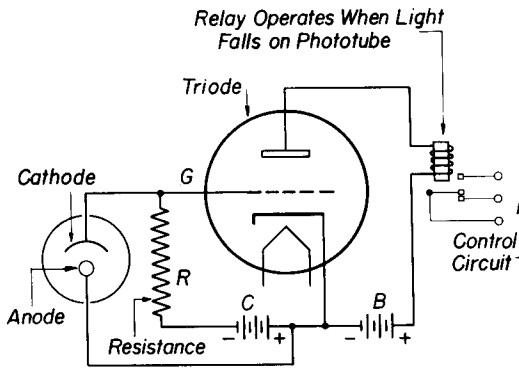 Relay Operates When Light
Falls on Phototube
Triode
Cathode
G
Control
Circuit
R
C
B
Anode
Resistance
- +
- +